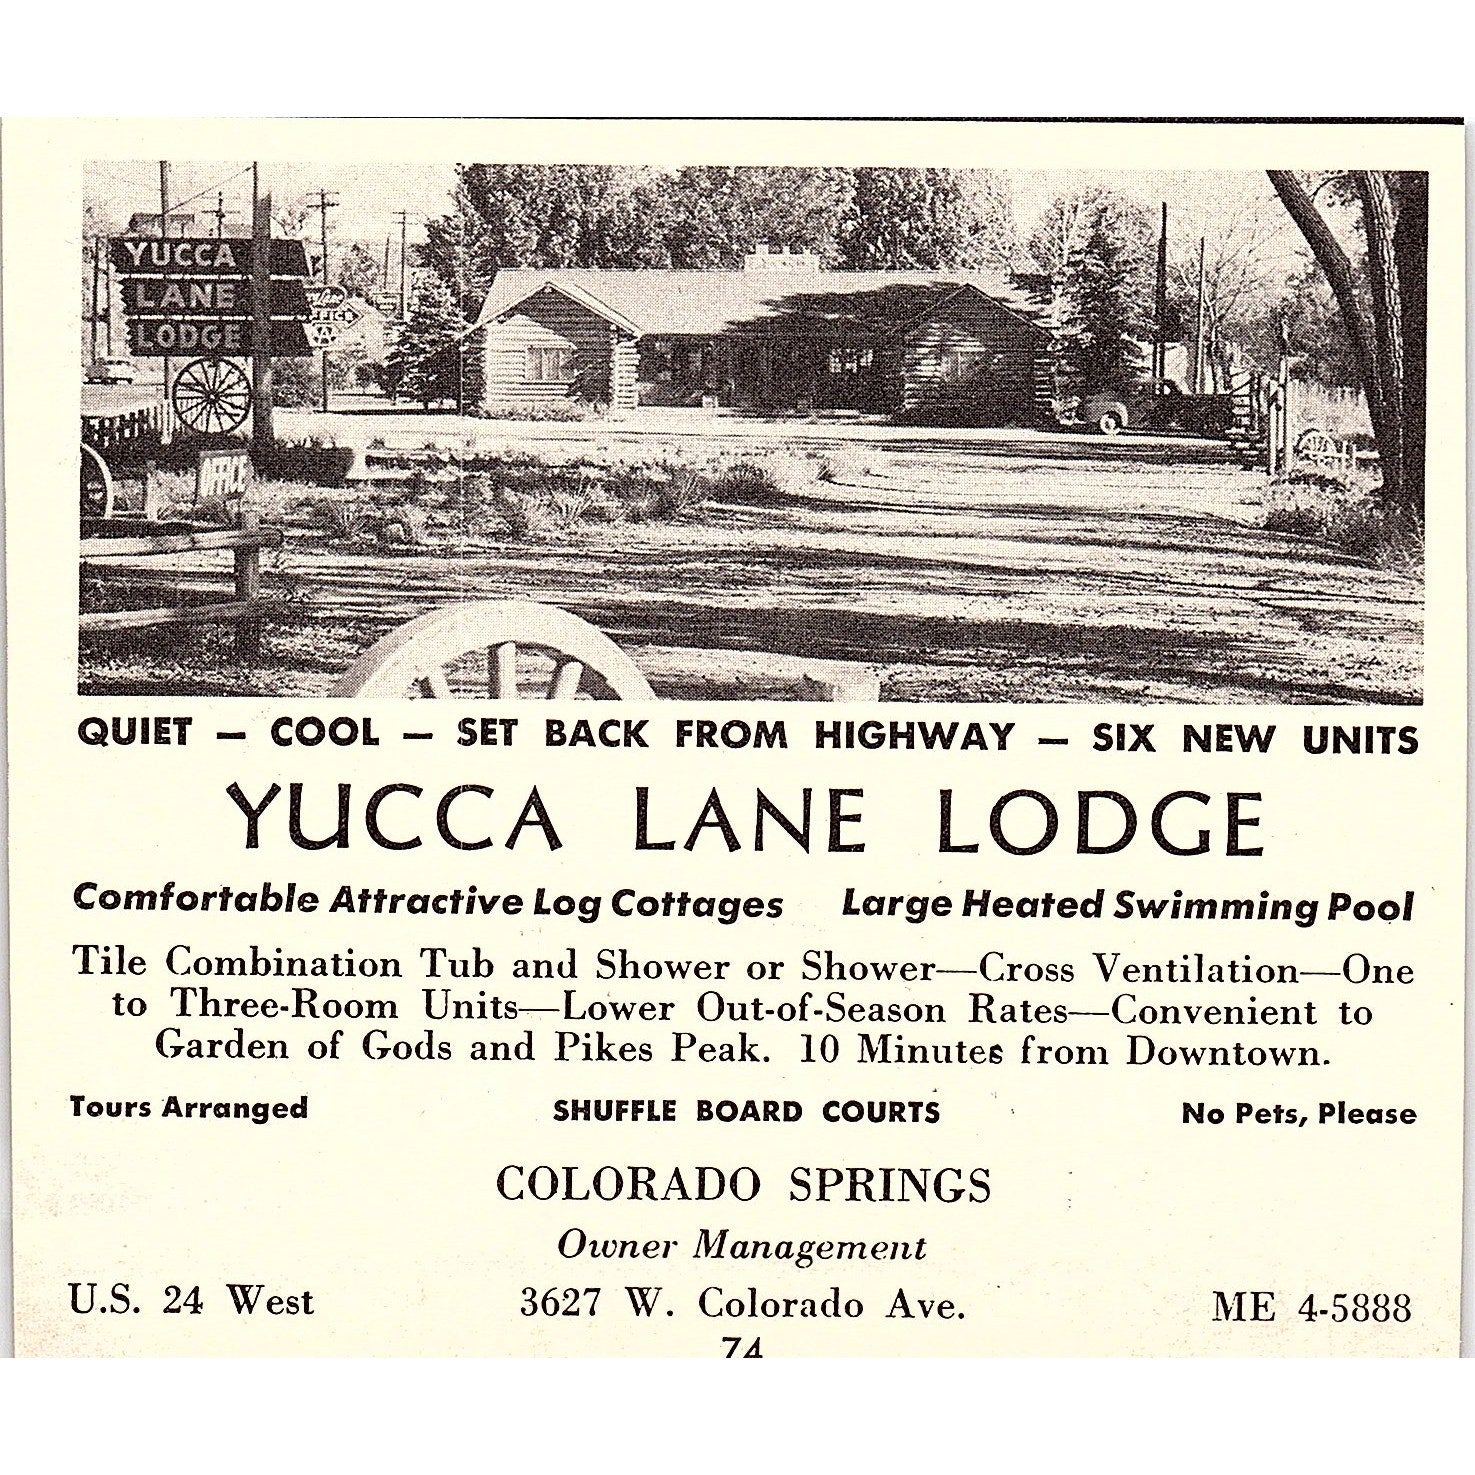 YUCCA
LANE
LODGE
OFFICE
AAA
OFFICE
QUIET — COOL — SET BACK FROM HIGHWAY — SIX NEW UNITS
YUCCA LANE LODGE
Comfortable Attractive Log Cottages Large Heated Swimming Pool
Tile Combination Tub and Shower or Shower—Cross Ventilation—One
to Three-Room Units—Lower Out-of-Season Rates—Convenient to
Garden of Gods and Pikes Peak. 10 Minutes from Downtown.
Tours Arranged SHUFFLE BOARD COURTS No Pets, Please
COLORADO SPRINGS
Owner Management
U.S. 24 West 3627 W. Colorado Ave. ME 4-5888
74